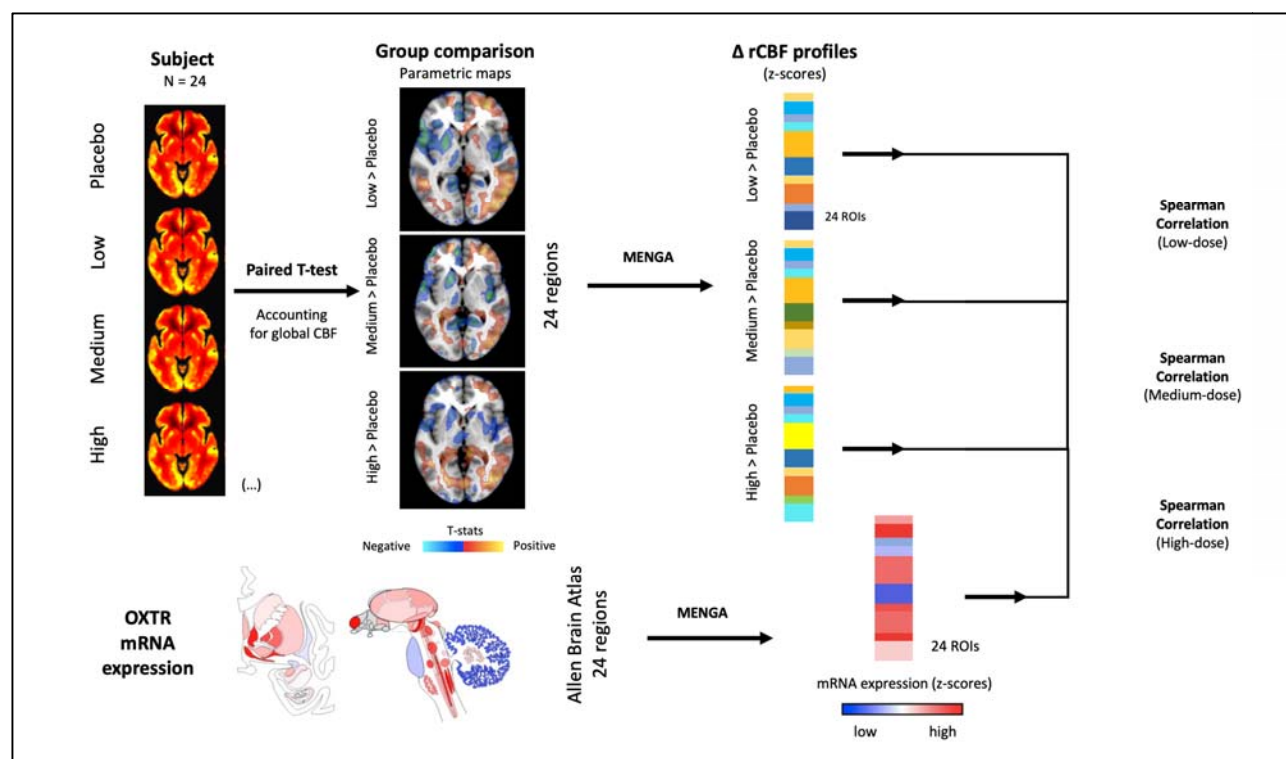 Subject
N = 24
Placebo
Low
Medium
High
(...)
Paired T-test
Accounting
for global CBF
Group comparison
Parametric maps
Low > Placebo
Medium > Placebo
High > Placebo
24 regions
T-stats
Negative
Positive
MENGA
Δ rCBF profiles
(z-scores)
Low > Placebo
24 ROIs
Medium > Placebo
High > Placebo
Spearman
Correlation
(Low-dose)
Spearman
Correlation
(Medium-dose)
Spearman
Correlation
(High-dose)
OXTR
mRNA
expression
Allen Brain Atlas
24 regions
MENGA
24 ROIs
mRNA expression (z-scores)
low
high